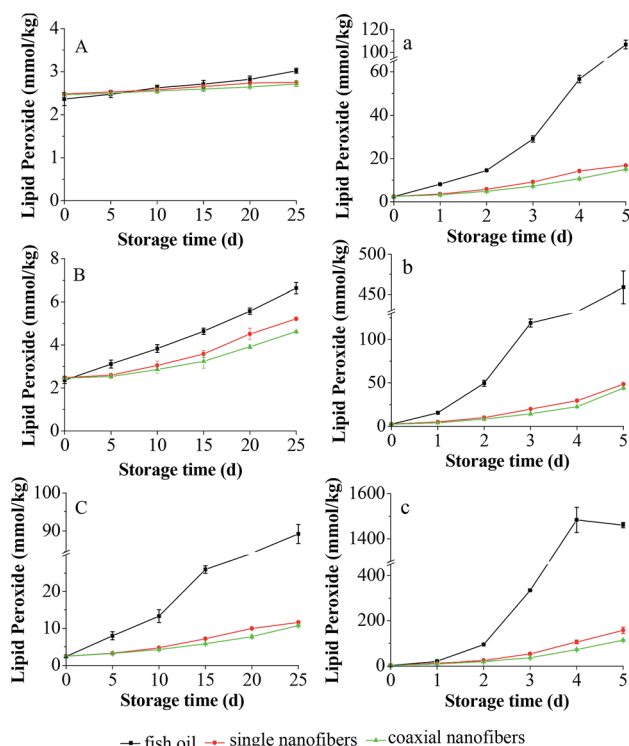 A
Lipid Peroxide (mmol/kg)
4
3
2
1
0
0 5 10 15 20 25
Storage time (d)
a
Lipid Peroxide (mmol/kg)
120
100
60
40
20
0
0 1 2 3 4 5
Storage time (d)
B
Lipid Peroxide (mmol/kg)
8
6
4
2
0
0 5 10 15 20 25
Storage time (d)
b
Lipid Peroxide (mmol/kg)
500
450
100
50
0
0 1 2 3 4 5
Storage time (d)
C
Lipid Peroxide (mmol/kg)
100
90
20
10
0
0 5 10 15 20 25
Storage time (d)
c
Lipid Peroxide (mmol/kg)
1600
1400
400
200
0
0 1 2 3 4 5
Storage time (d)
fish oil single nanofibers coaxial nanofibers